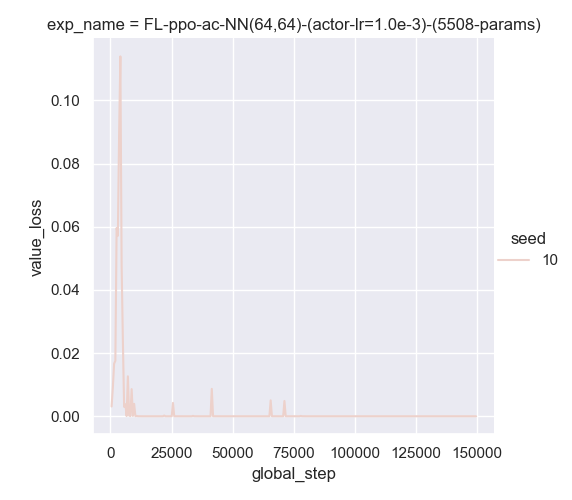 exp_name = FL-ppo-ac-NN(64,64)-(actor-lr=1.0e-3)-(5508-params)
0.10
0.08
0.06
0.04
0.02
0.00
value_loss
seed
10
0 25000 50000 75000 100000 125000 150000
global_step